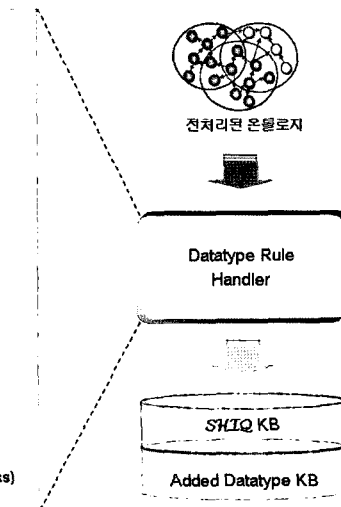 전처리된 온톨로지
Datatype Rule
Handler
SHIQ KB
Added Datatype KB